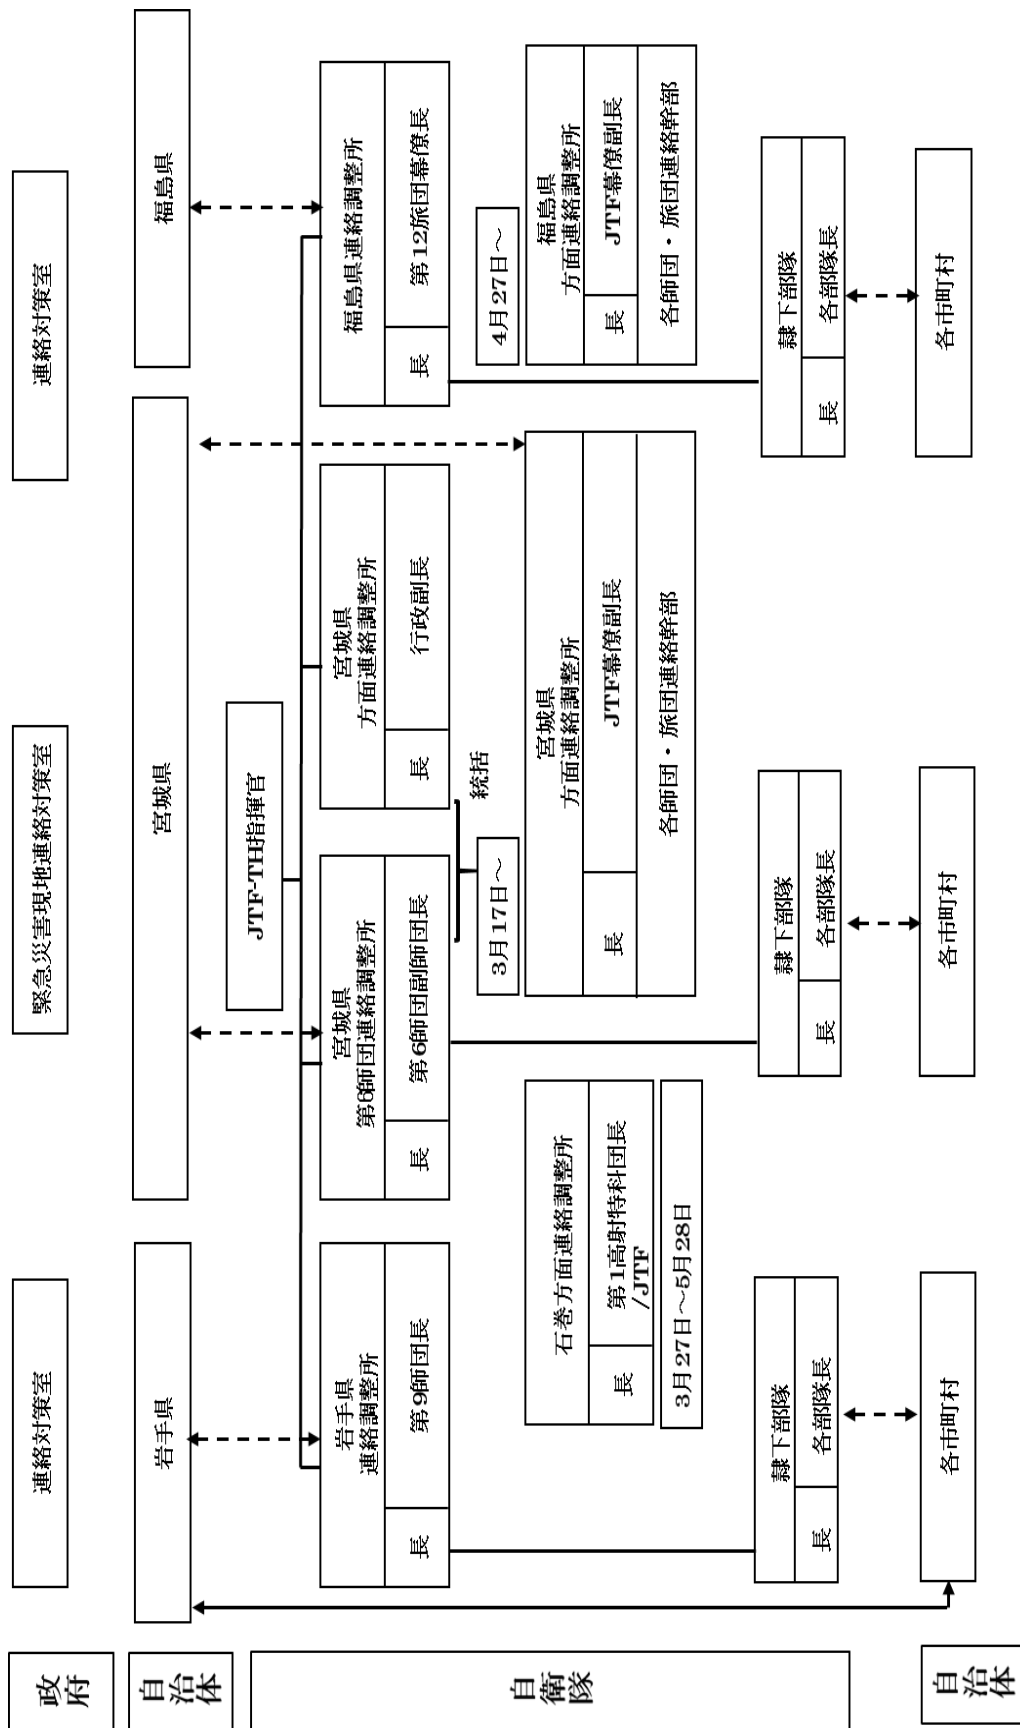 政府
連絡対策室
緊急災害現地連絡対策室
連絡対策室
自治体
岩手県
宮城県
福島県
自衛隊
JTF-TH指揮官
岩手県
連絡調整所
長
第9師団長
宮城県
第6師団連絡調整所
長
第6師団副師団長
宮城県
方面連絡調整所
長
行政副長
福島県連絡調整所
長
第12旅団幕僚長
統括
3月17日～
4月27日～
石巻方面連絡調整所
長
第1高射特科団長
/JTF
3月27日～5月28日
宮城県
方面連絡調整所
長
JTF幕僚副長
各師団・旅団連絡幹部
福島県
方面連絡調整所
長
JTF幕僚副長
各師団・旅団連絡幹部
隷下部隊
長
各部隊長
隷下部隊
長
各部隊長
隷下部隊
長
各部隊長
自治体
各市町村
各市町村
各市町村